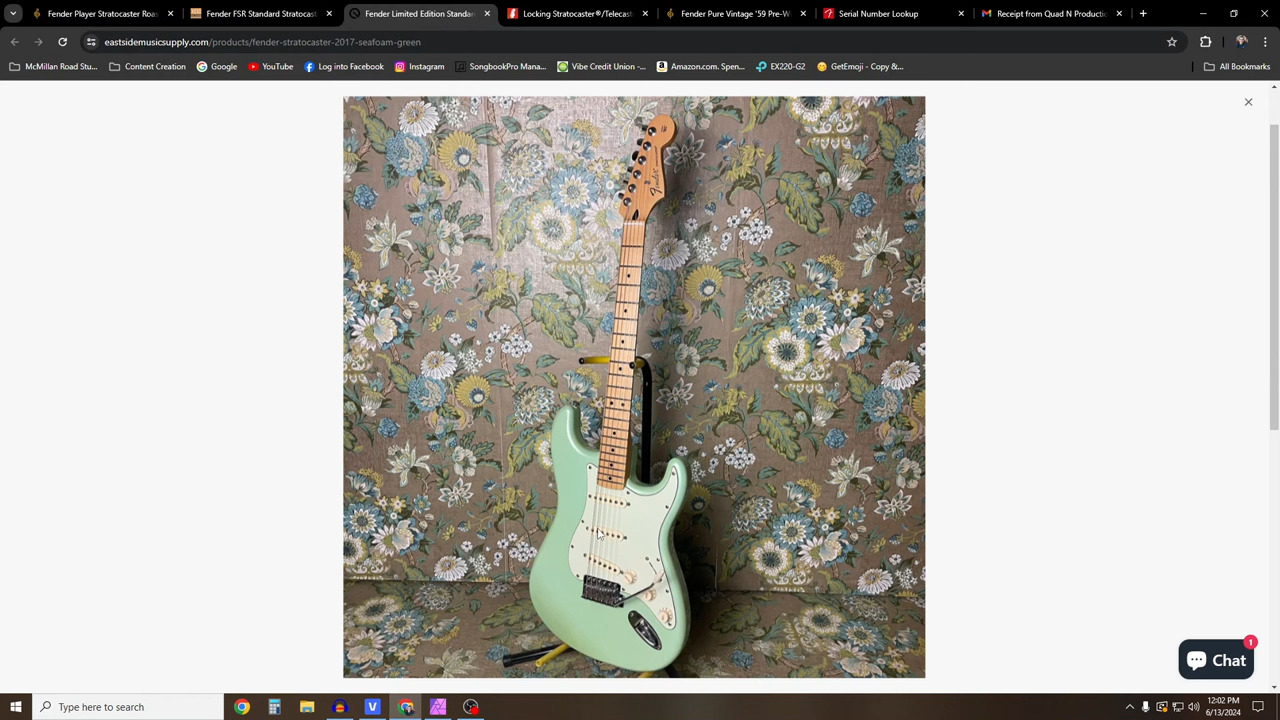 Fender Player Stratocaster Roas
Fender FSR Standard Stratocast
Fender Limited Edition Standar
Locking Stratocaster®/Telecast
Fender Pure Vintage '59 Pre-W
Serial Number Lookup
Receipt from Quad N Productio
eastsidemusicsupply.com/products/fender-stratocaster-2017-seafoam-green
McMillan Road Stu...
Content Creation
Google
YouTube
Log into Facebook
Instagram
SongbookPro Mana...
Vibe Credit Union -...
Amazon.com. Spen...
EX220-G2
GetEmoji - Copy &...
All Bookmarks
Fender
Chat
1
Type here to search
12:02 PM
6/13/2024